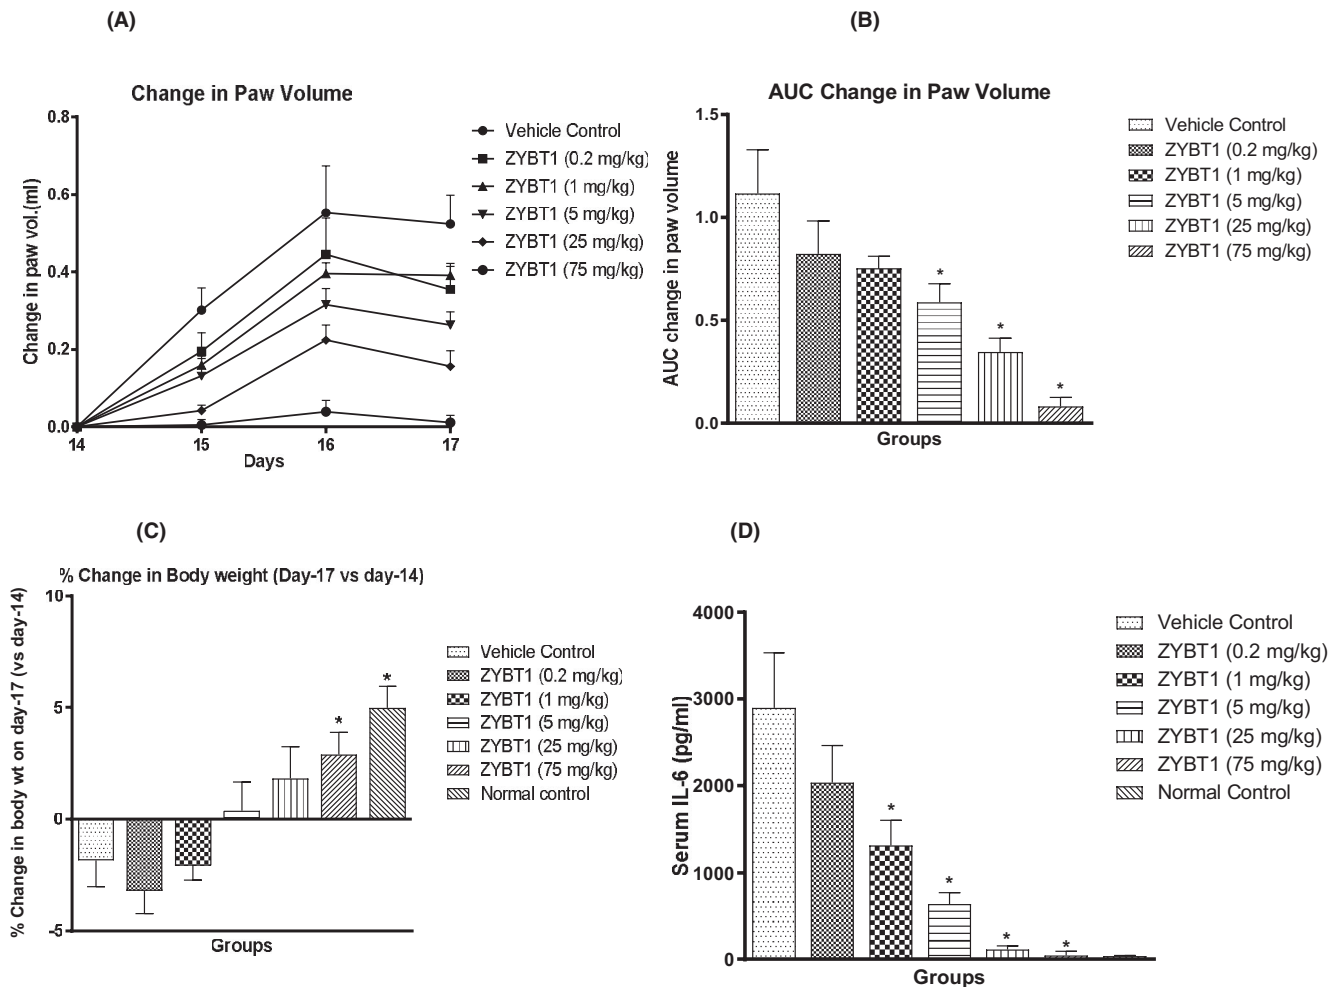 (A)
Change in Paw Volume
0.8
0.6
0.4
0.2
0.0
Change in paw vol.(ml)
14 15 16 17
Days
Vehicle Control
ZYBT1 (0.2 mg/kg)
ZYBT1 (1 mg/kg)
ZYBT1 (5 mg/kg)
ZYBT1 (25 mg/kg)
ZYBT1 (75 mg/kg)
(B)
AUC Change in Paw Volume
1.5
1.0
0.5
0.0
AUC change in paw volume
* * *
Groups
Vehicle Control
ZYBT1 (0.2 mg/kg)
ZYBT1 (1 mg/kg)
ZYBT1 (5 mg/kg)
ZYBT1 (25 mg/kg)
ZYBT1 (75 mg/kg)
(C)
% Change in Body weight (Day-17 vs day-14)
10
5
0
-5
% Change in body wt on day-17 (vs day-14)
* *
Groups
Vehicle Control
ZYBT1 (0.2 mg/kg)
ZYBT1 (1 mg/kg)
ZYBT1 (5 mg/kg)
ZYBT1 (25 mg/kg)
ZYBT1 (75 mg/kg)
Normal control
(D)
4000
3000
2000
1000
0
Serum IL-6 (pg/ml)
* * * *
Groups
Vehicle Control
ZYBT1 (0.2 mg/kg)
ZYBT1 (1 mg/kg)
ZYBT1 (5 mg/kg)
ZYBT1 (25 mg/kg)
ZYBT1 (75 mg/kg)
Normal Control